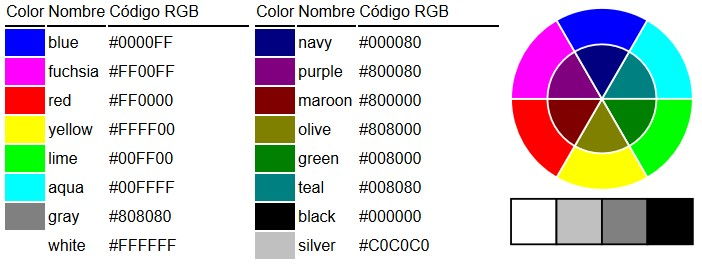 Color Nombre Código RGB
blue #0000FF
fuchsia #FF00FF
red #FF0000
yellow #FFFF00
lime #00FF00
aqua #00FFFF
gray #808080
white #FFFFFF
Color Nombre Código RGB
navy #000080
purple #800080
maroon #800000
olive #808000
green #008000
teal #008080
black #000000
silver #C0C0C0